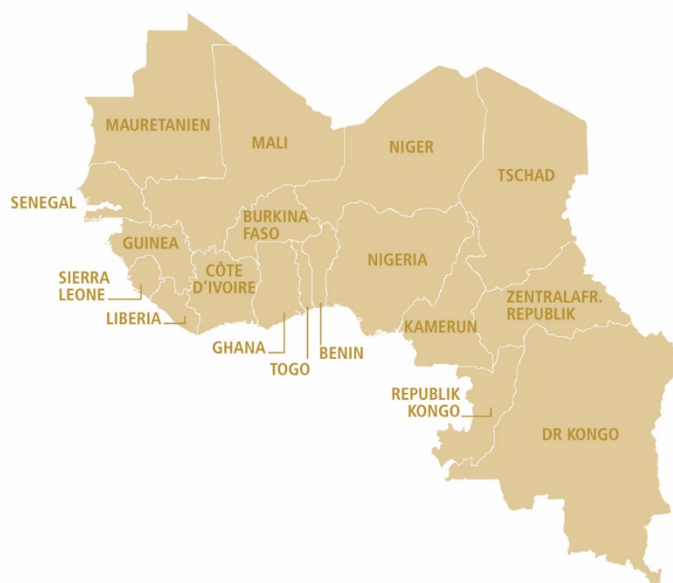 MAURETANIEN
MALI
NIGER
TSCHAD
SENEGAL
BURKINA
FASO
GUINEA
CÔTE
D'IVOIRE
NIGERIA
SIERRA
LEONE
LIBERIA
GHANA
TOGO
BENIN
KAMERUN
ZENTRALAFR.
REPUBLIK
REPUBLIK
KONGO
DR KONGO